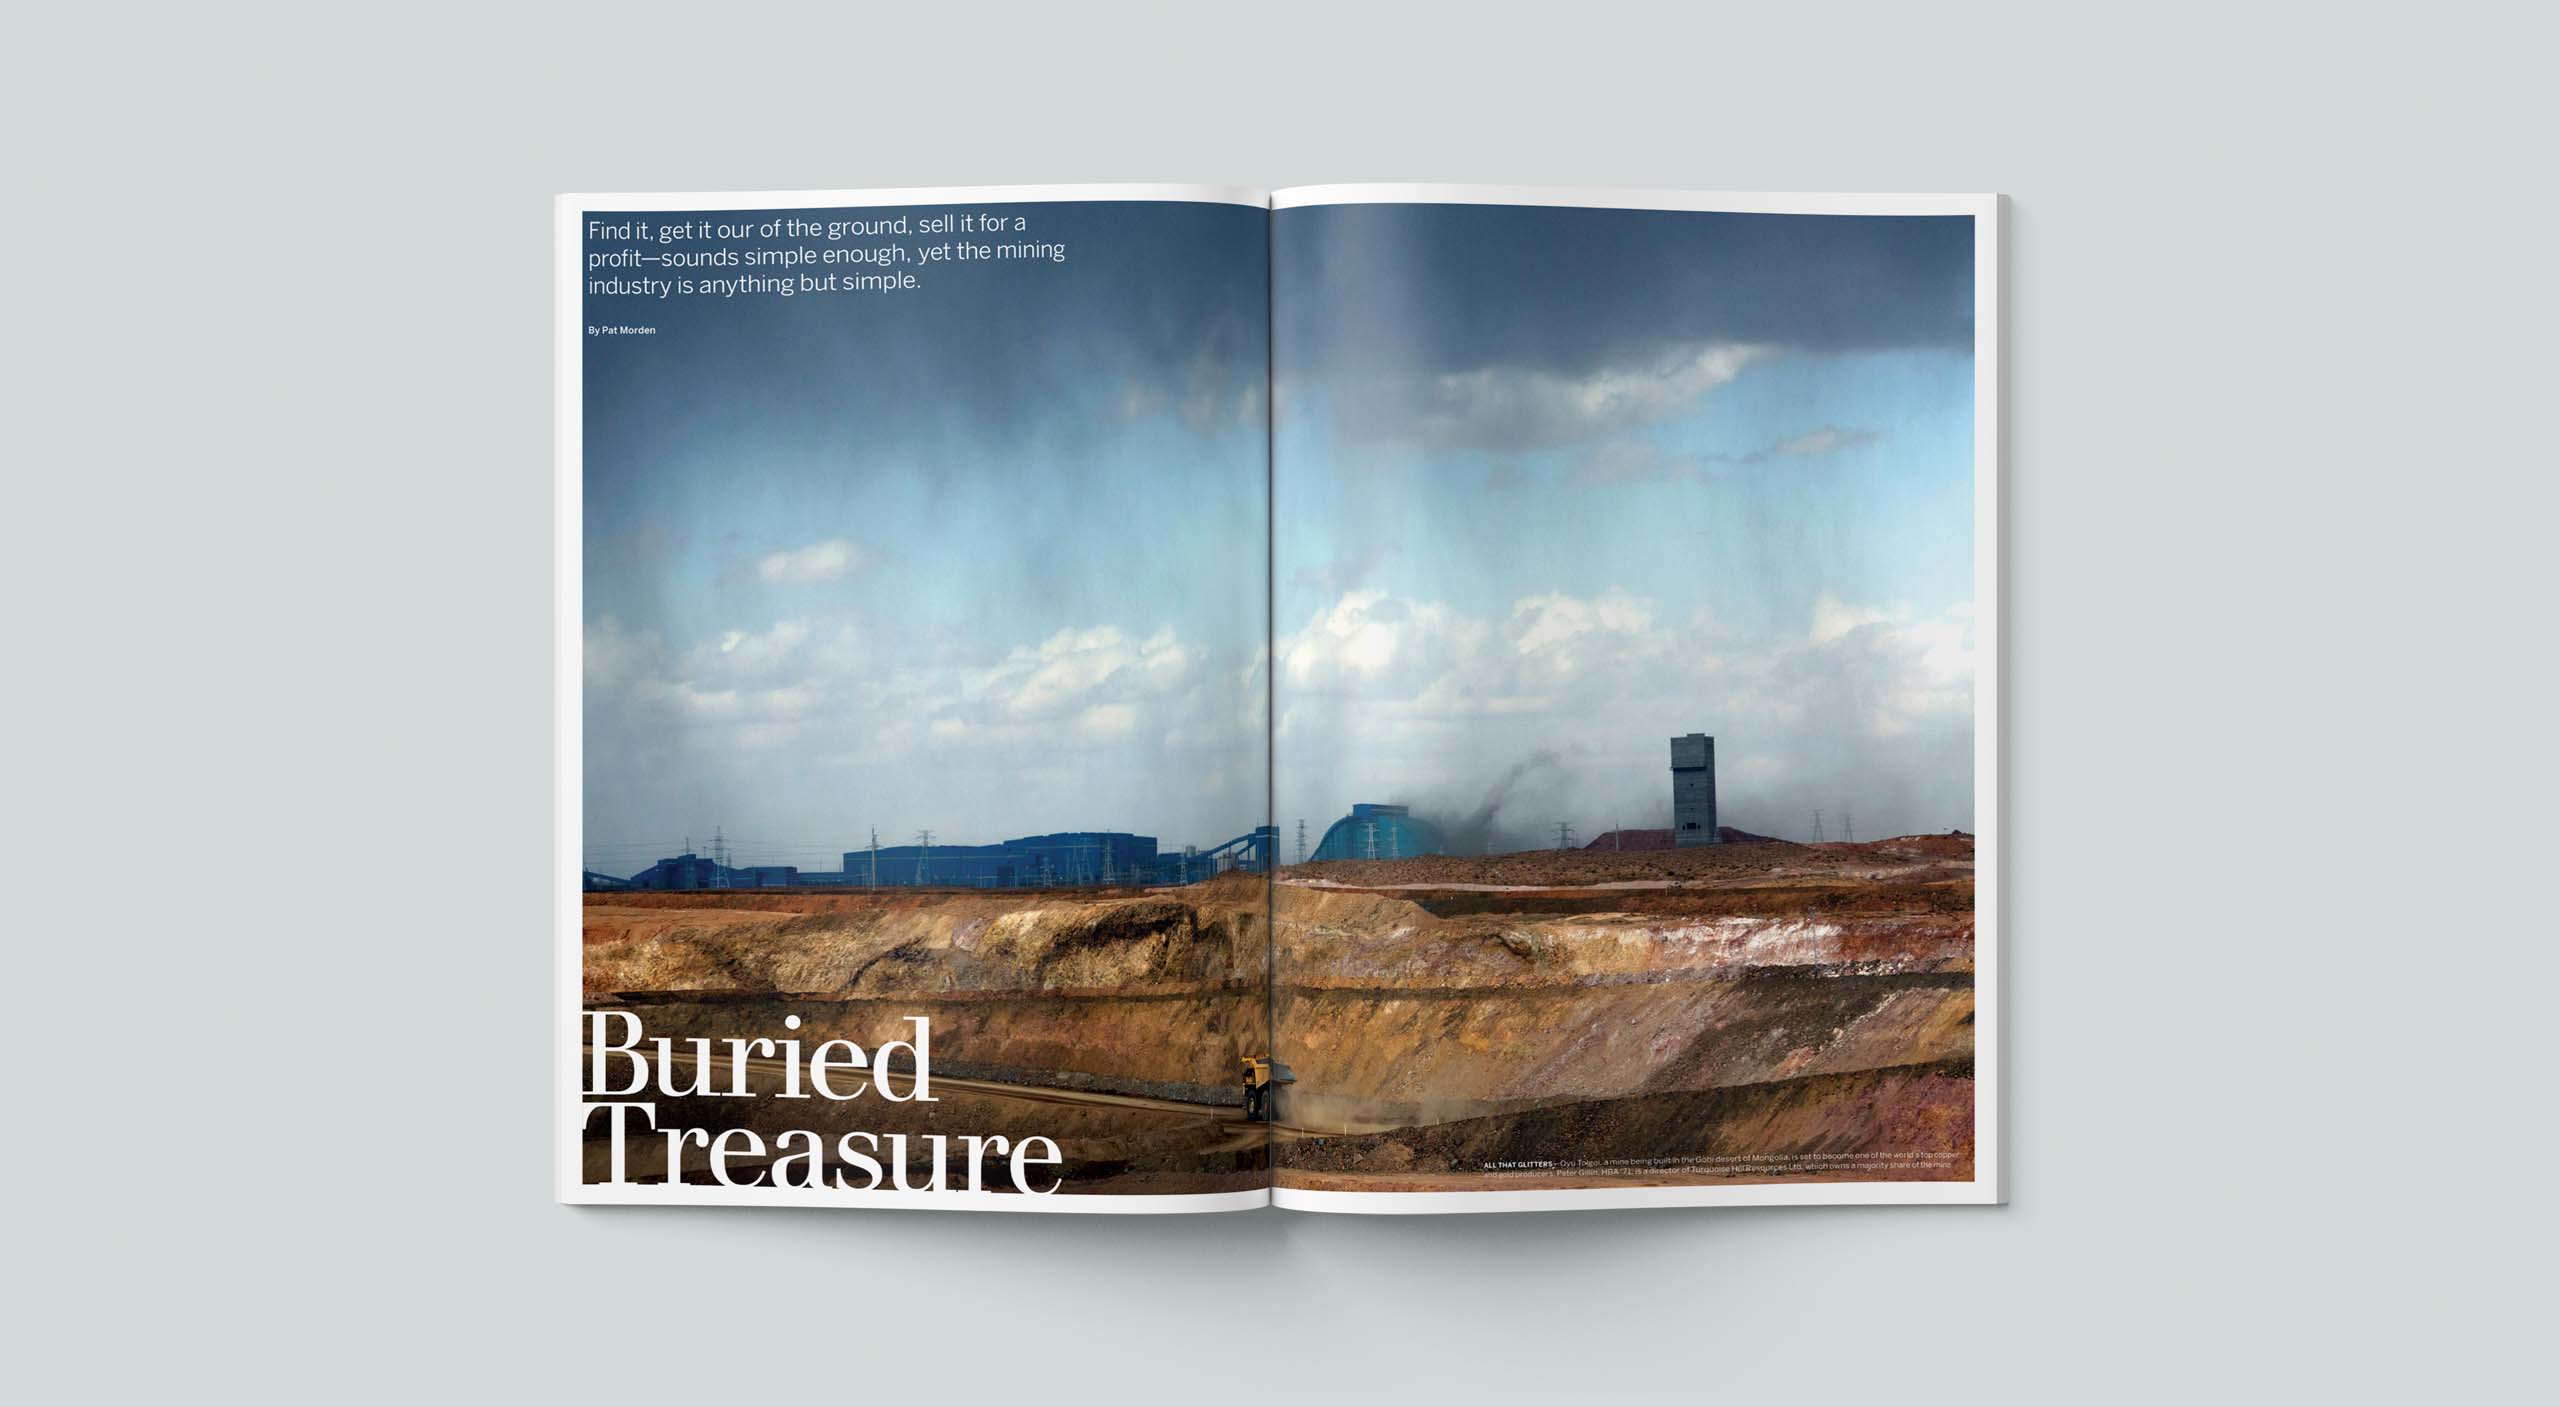 Find it, get it our of the ground, sell it for a
profit—sounds simple enough, yet the mining
industry is anything but simple.
By Pat Morden
Buried
Treasure
ALL THAT GLITTERS—Oyu Tolgoi, a mine being built in the Gobi desert of Mongolia, is set to become one of the world's top copper
and gold producers. Peter Gillin, HBA '71, is a director of Turquoise Hill Resources Ltd., which owns a majority share of the mine.